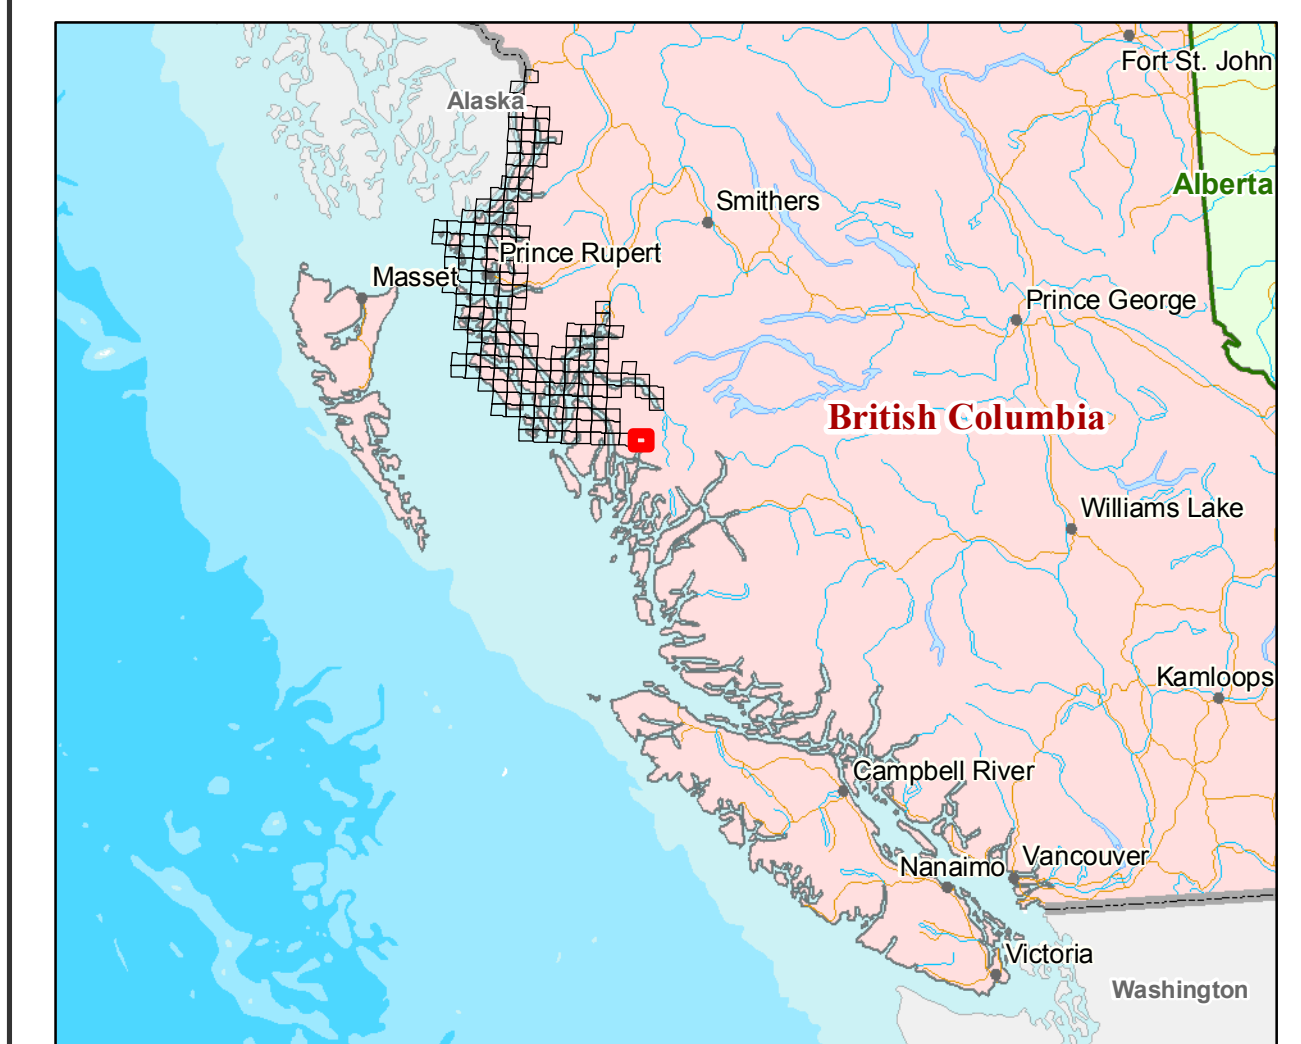 Fort St. John
Alaska
Alberta
Smithers
Prince Rupert
Masset
Prince George
British Columbia
Williams Lake
Kamloops
Campbell River
Vancouver
Nanaimo
Victoria
Washington